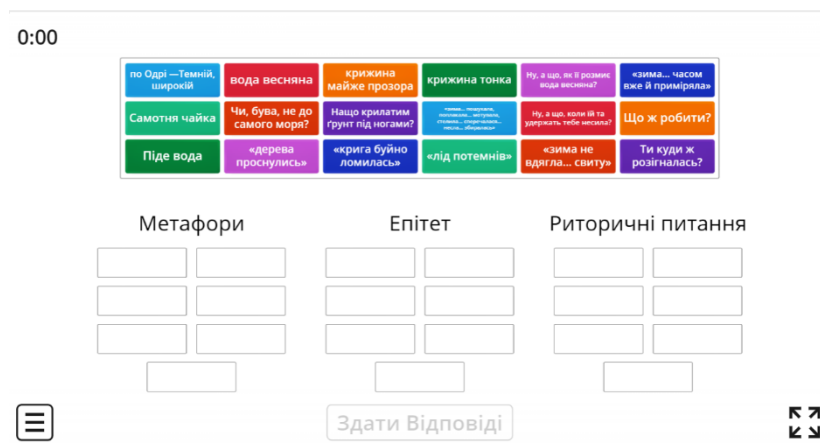 0:00
по Одрі —Темній,
широкій
вода весняна
крижина
майже прозора
крижина тонка
Ну, а що, як її розмиє
вода весняна?
«зима... часом
вже й приміряла»
Самотня чайка
Чи, бува, не до
самого моря?
Нащо крилатим
ґрунт під ногами?
Ну, а що, коли їй та
удержать тебе несила?
Що ж робити?
Піде вода
«дерева
проснулись»
«крига буйно
ломилась»
«лід потемнів»
«зима не
вдягла... свиту»
Ти куди ж
розігналась?
Метафори
Епітет
Риторичні питання
Здати Відповіді